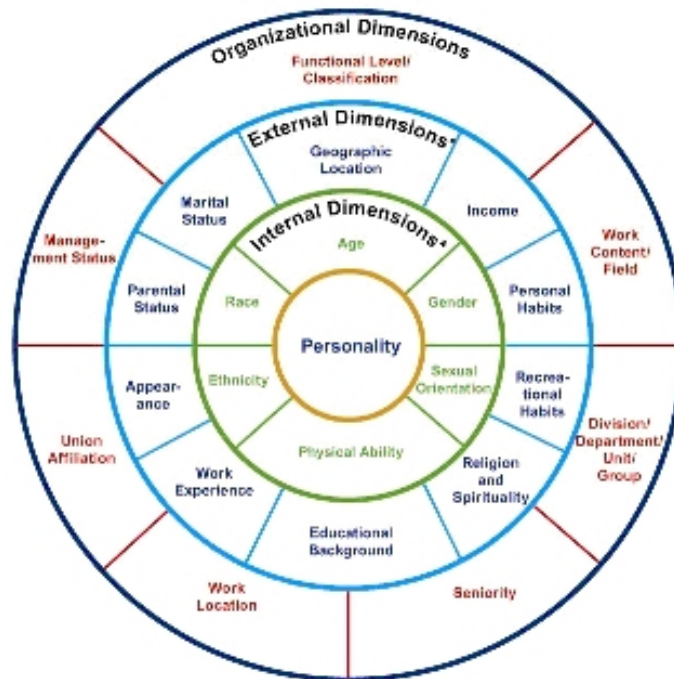 Organizational Dimensions
Functional Level/
Classification
External Dimensions*
Geographic
Location
Marital
Status
Income
Internal Dimensions*
Age
Manage-
ment Status
Work
Content/
Field
Parental
Status
Race
Gender
Personal
Habits
Personality
Appear-
ance
Ethnicity
Sexual
Orientation
Recrea-
tional
Habits
Union
Affiliation
Division/
Department/
Unit/
Group
Physical Ability
Work
Experience
Religion
and
Spirituality
Educational
Background
Work
Location
Seniority